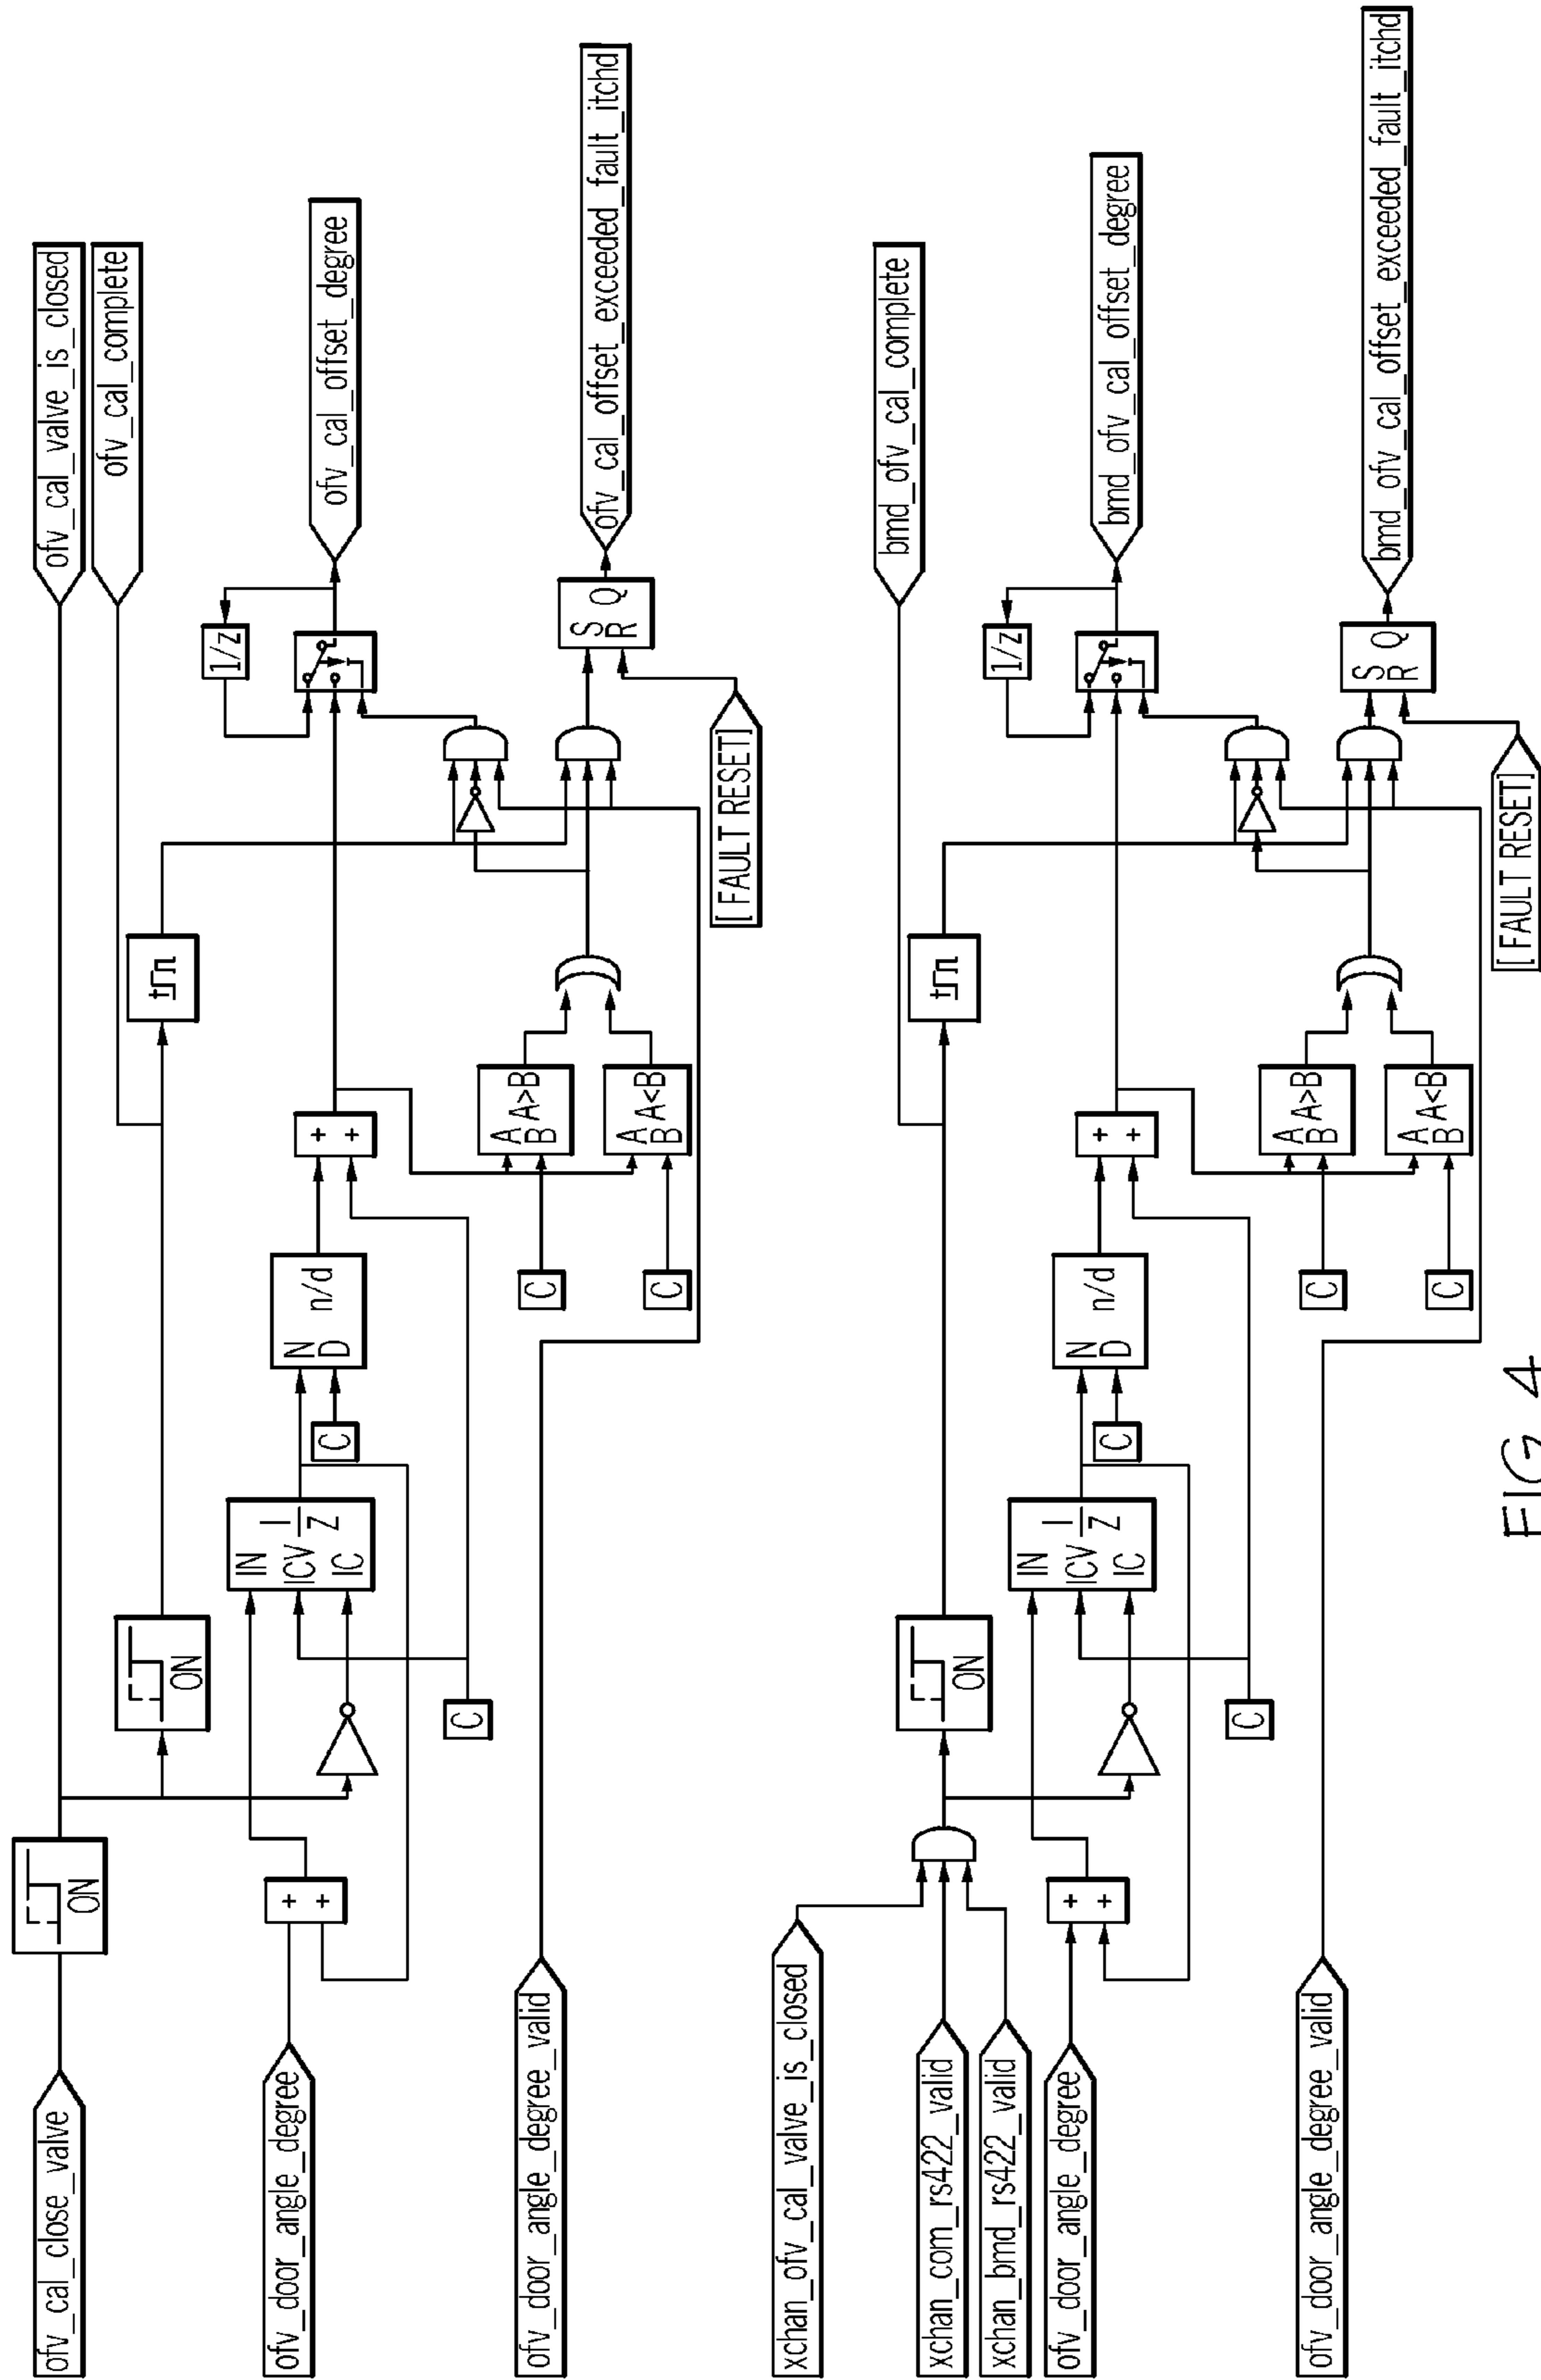 ofv_cal_close_valve
ON
ofv_cal_valve_is_closed
ON
ofv_cal_complete
ofv_door_angle_degree
+
+
IN
ICV
IC
1/Z
C
C
N
D
n/d
+
+
1/z
ofv_cal_offset_degree
C
C
A
B
A>B
A
B
A<B
ofv_door_angle_degree_valid
[ FAULT RESET]
S
R
Q
ofv_cal_offset_exceeded_fault_itchd
xchan_ofv_cal_valve_is_closed
xchan_com_rs422_valid
xchan_bmd_rs422_valid
ON
bmd_ofv_cal_complete
ofv_door_angle_degree
+
+
IN
ICV
IC
1/Z
C
C
N
D
n/d
+
+
1/z
bmd_ofv_cal_offset_degree
C
C
A
B
A>B
A
B
A<B
ofv_door_angle_degree_valid
[ FAULT RESET]
S
R
Q
bmd_ofv_cal_offset_exceeded_fault_itchd
FIG 4